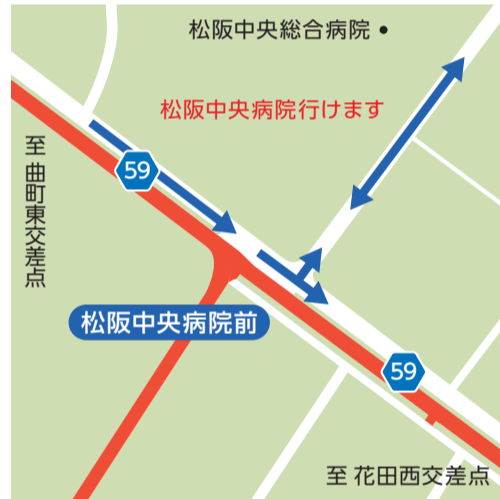 松阪中央総合病院
松阪中央病院行けます
59
至 曲町東交差点
松阪中央病院前
59
至 花田西交差点